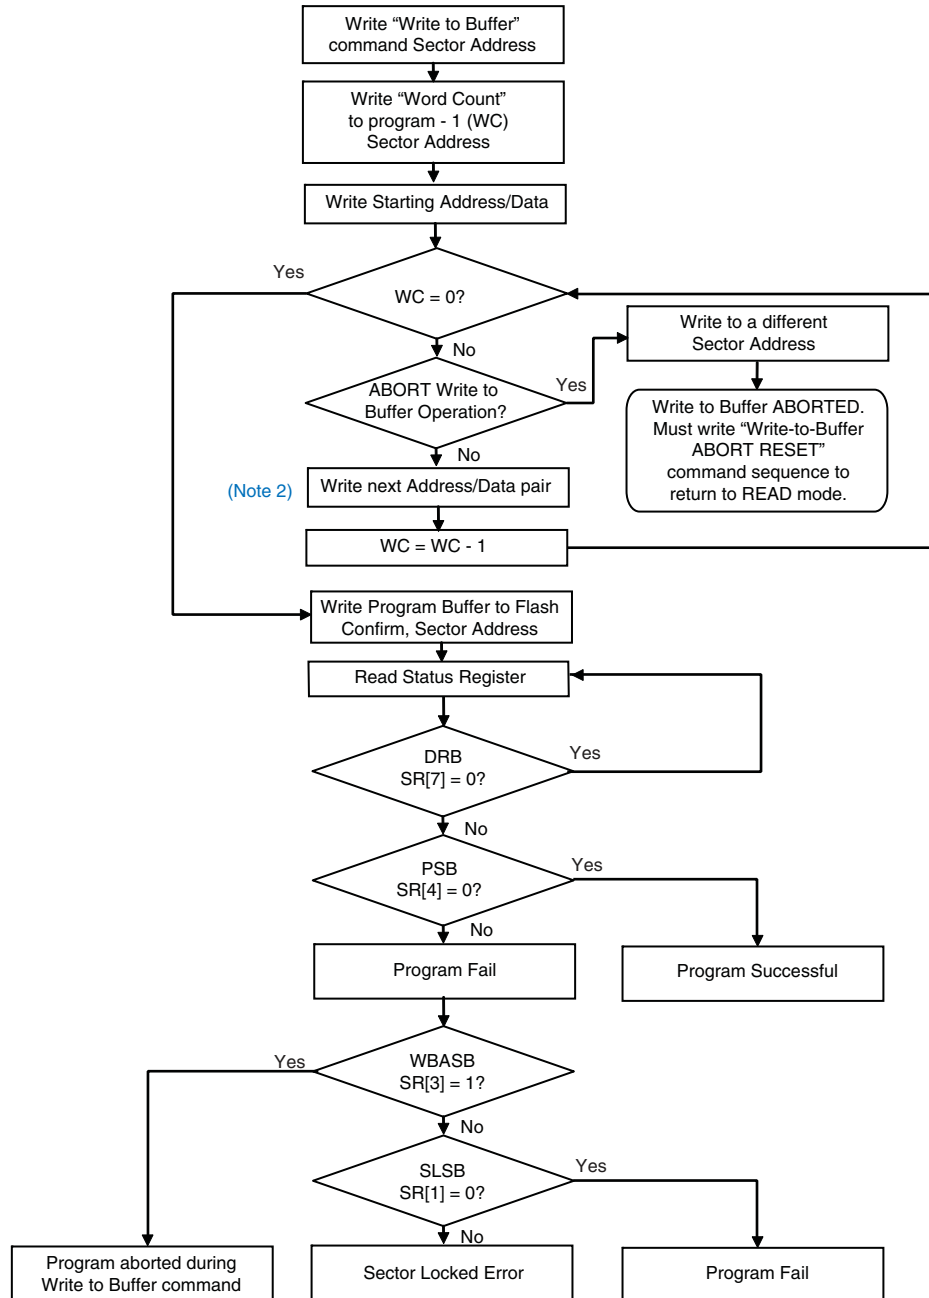 Write “Write to Buffer”
command Sector Address
Write “Word Count”
to program - 1 (WC)
Sector Address
Write Starting Address/Data
Yes
WC = 0?
No
Write to a different
Sector Address
ABORT Write to
Buffer Operation?
Yes
Write to Buffer ABORTED.
Must write “Write-to-Buffer
ABORT RESET”
command sequence to
return to READ mode.
No
(Note 2)
Write next Address/Data pair
WC = WC - 1
Write Program Buffer to Flash
Confirm, Sector Address
Read Status Register
DRB
SR[7] = 0?
Yes
No
PSB
SR[4] = 0?
Yes
No
Program Fail
Program Successful
Yes
WBASB
SR[3] = 1?
No
SLSB
SR[1] = 0?
Yes
No
Program aborted during
Write to Buffer command
Sector Locked Error
Program Fail